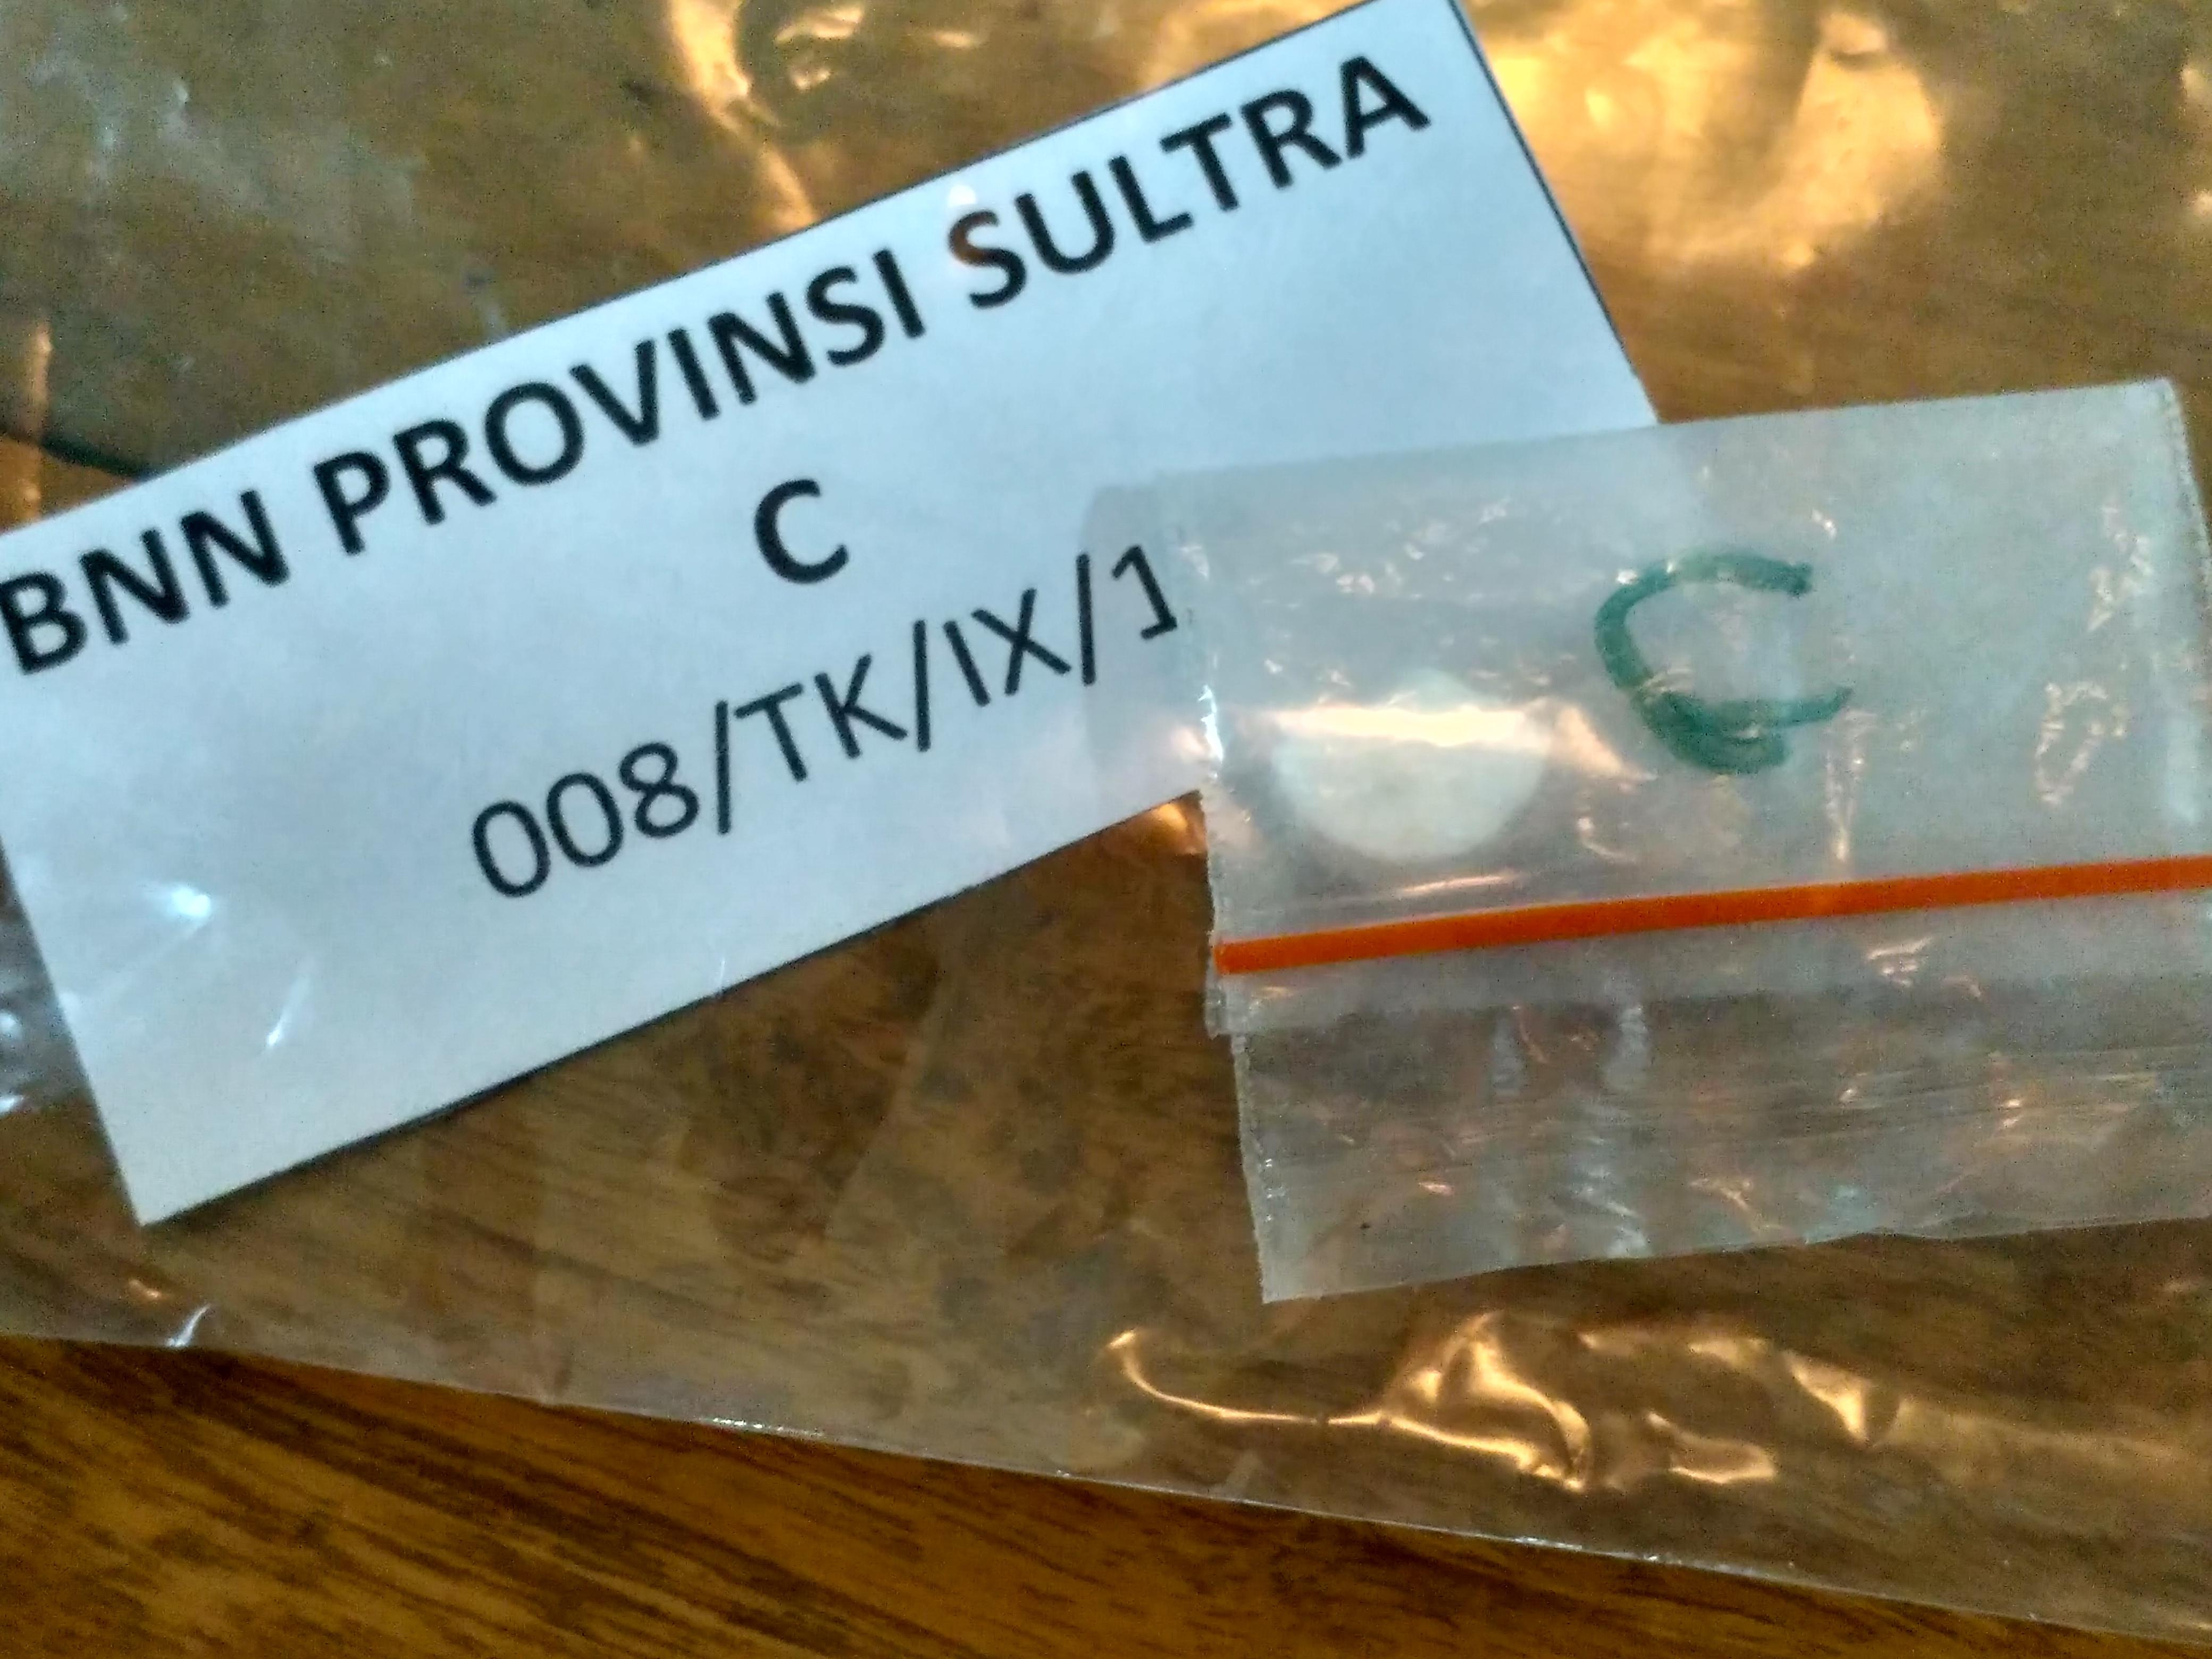 BNN PROVINSI SULTRA
C
008/TK/IX/1
C